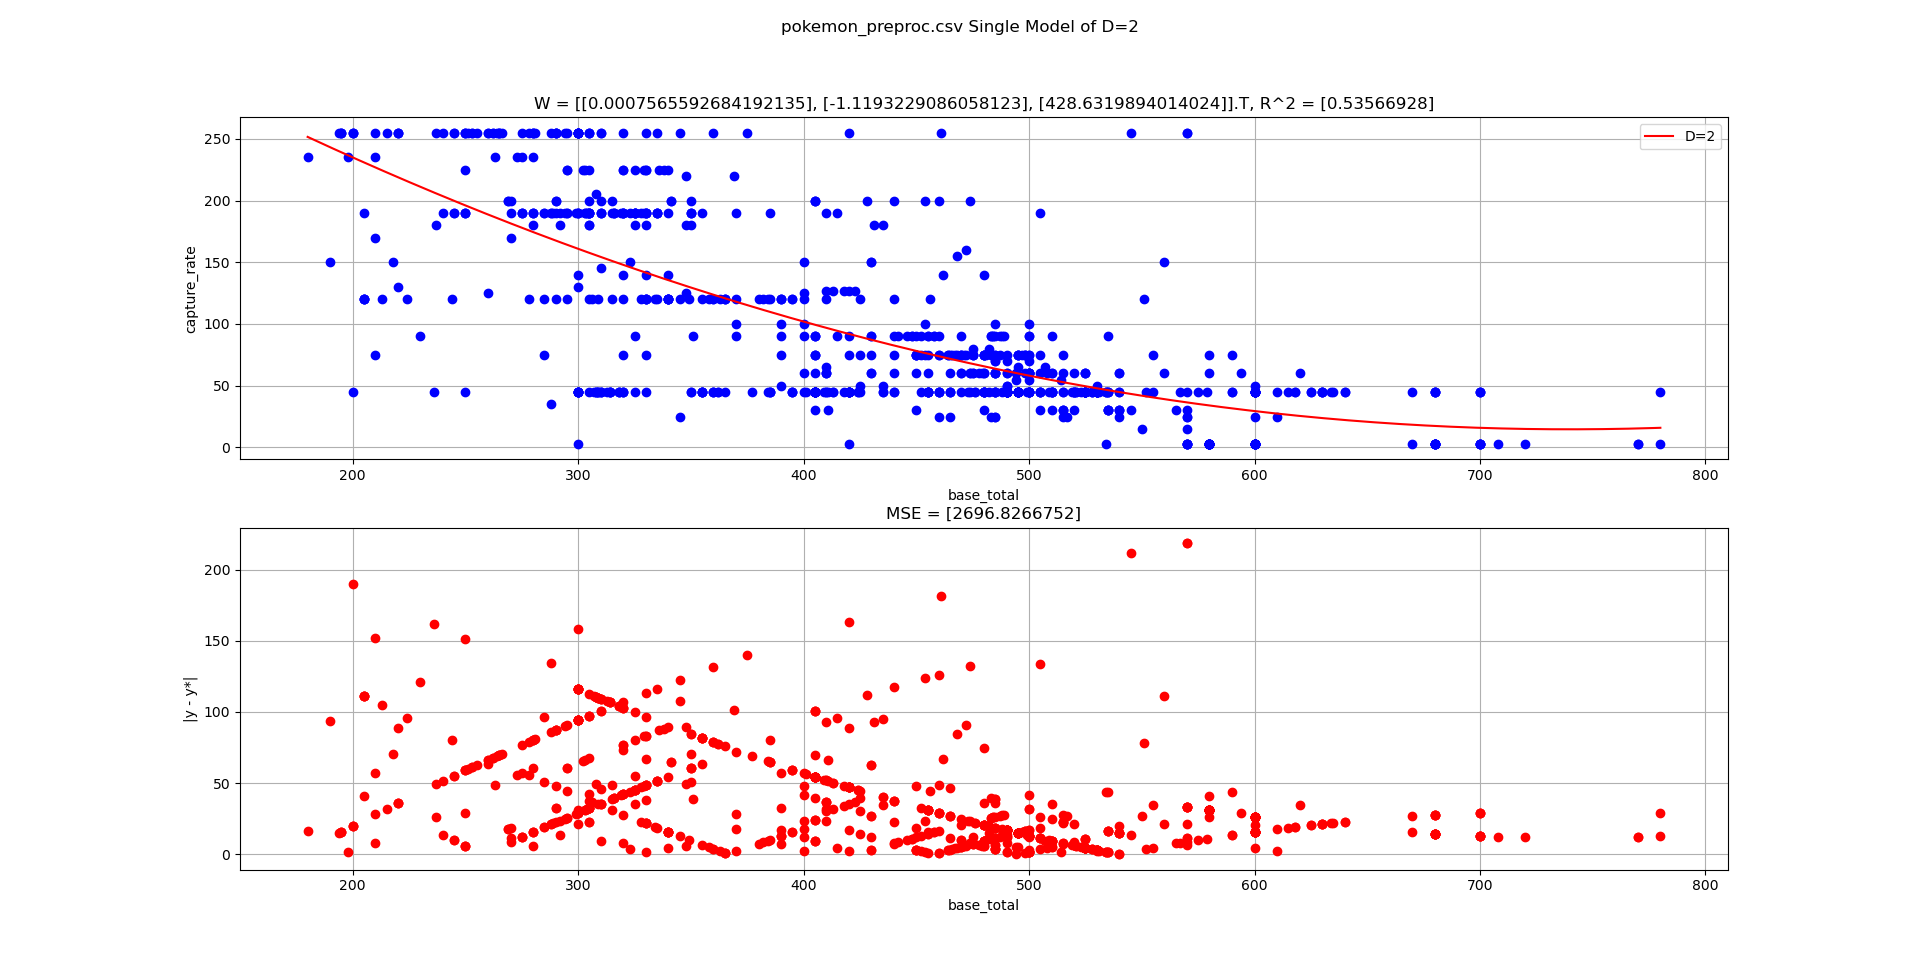 pokemon_preproc.csv Single Model of D=2
W = [[0.0007565592684192135], [-1.1193229086058123], [428.6319894014024]].T, R^2 = [0.53566928]
D=2
250
200
150
100
50
0
capture_rate
200 300 400 500 600 700 800
base_total
MSE = [2696.8266752]
200
150
100
50
0
|y - y*|
200 300 400 500 600 700 800
base_total